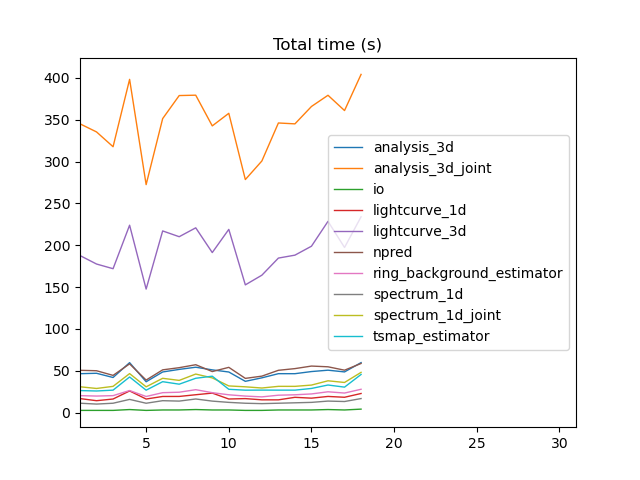 Total time (s)
400
350
300
250
200
150
100
50
0
analysis_3d
analysis_3d_joint
io
lightcurve_1d
lightcurve_3d
npred
ring_background_estimator
spectrum_1d
spectrum_1d_joint
tsmap_estimator
5 10 15 20 25 30